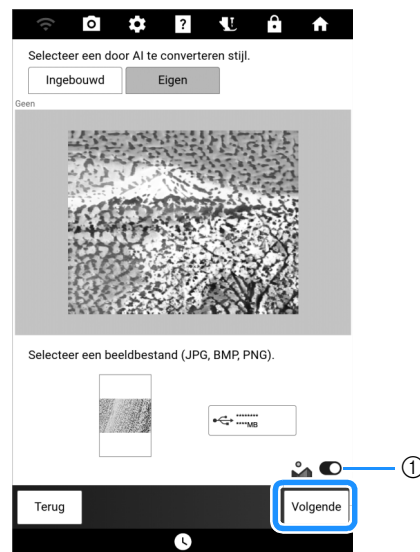 ?
Selecteer een door AI te converteren stijl.
Ingebouwd Eigen
Geen
Selecteer een beeldbestand (JPG, BMP, PNG).
********
****MB
①
Terug Volgende